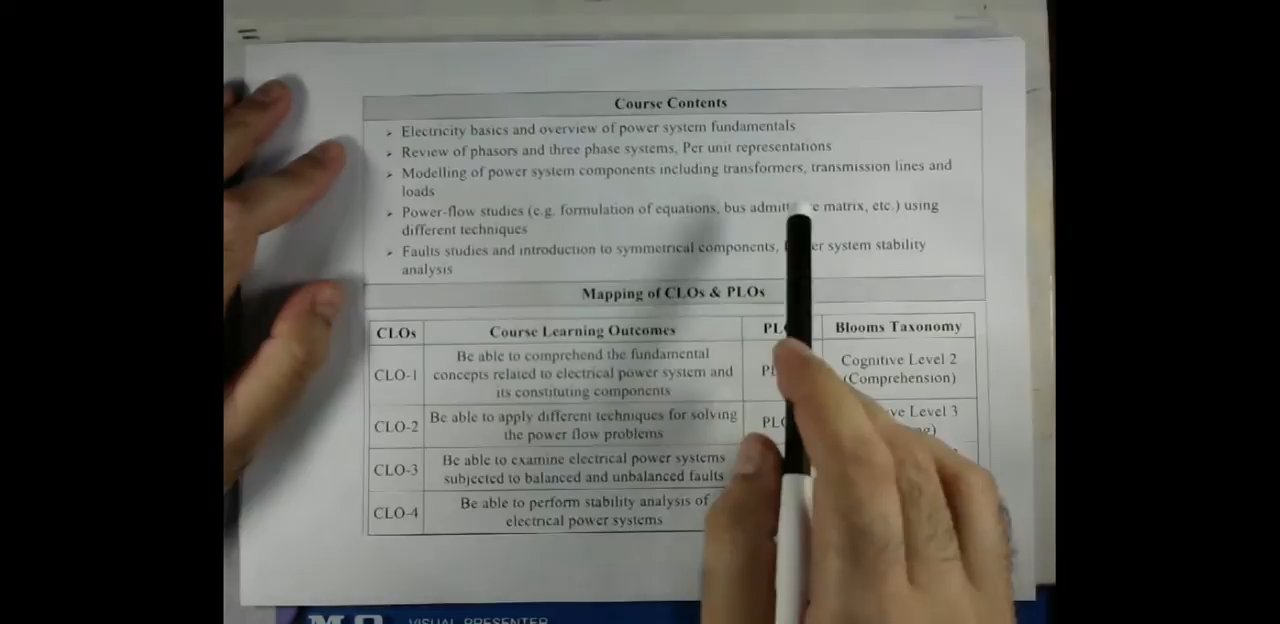 Course Contents
➢ Electricity basics and overview of power system fundamentals
➢ Review of phasors and three phase systems, Per unit representations
➢ Modelling of power system components including transformers, transmission lines and
loads
➢ Power-flow studies (e.g. formulation of equations, bus matrix, etc.) using
different techniques
➢ Faults studies and introduction to symmetrical components, system stability
analysis
Mapping of CLOs & PLOs
CLOs Course Learning Outcomes Blooms Taxonomy
Be able to comprehend the fundamental
concepts related to electrical power system and
its constituting components
CLO-1
Cognitive Level 2
(Comprehension)
Be able to apply different techniques for solving
the power flow problems
CLO-2
Level 3
Be able to examine electrical power systems
subjected to balanced and unbalanced faults
CLO-3
Be able to perform stability analysis of
electrical power systems
CLO-4
VISUAL PRESENTER